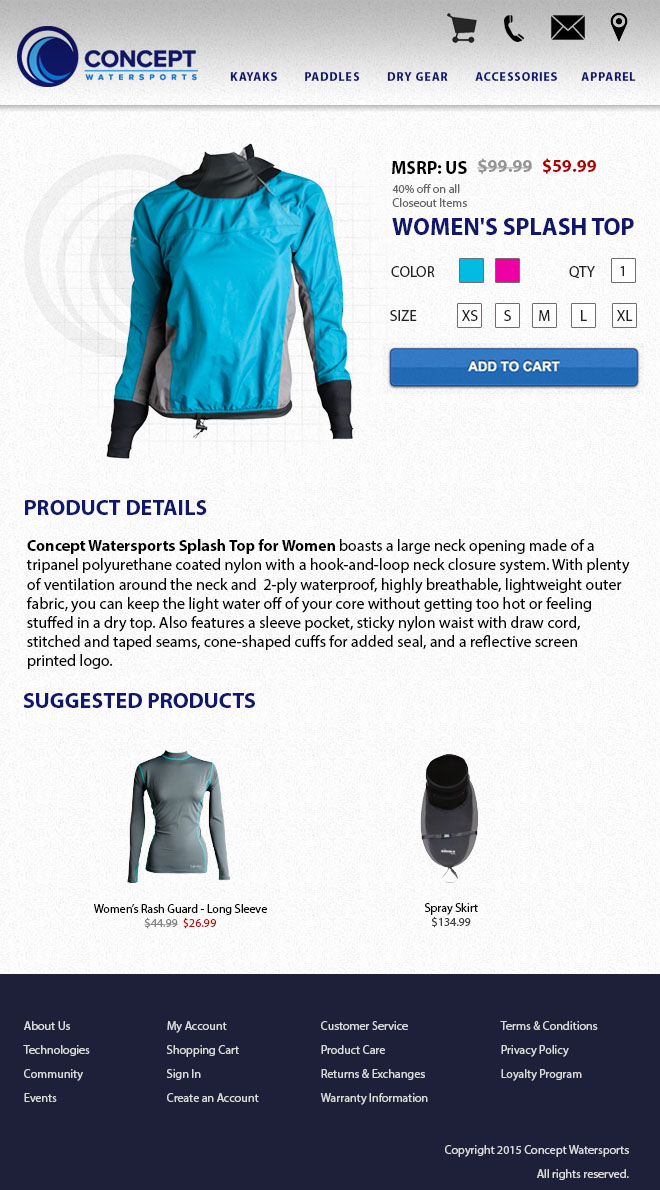 CONCEPT
WATERSPORTS
KAYAKS PADDLES DRY GEAR ACCESSORIES APPAREL
MSRP: US $99.99 $59.99
40% off on all
Closeout Items
WOMEN'S SPLASH TOP
COLOR QTY 1
SIZE XS S M L XL
ADD TO CART
PRODUCT DETAILS
Concept Watersports Splash Top for Women boasts a large neck opening made of a
tripanel polyurethane coated nylon with a hook-and-loop neck closure system. With plenty
of ventilation around the neck and 2-ply waterproof, highly breathable, lightweight outer
fabric, you can keep the light water off of your core without getting too hot or feeling
stuffed in a dry top. Also features a sleeve pocket, sticky nylon waist with draw cord,
stitched and taped seams, cone-shaped cuffs for added seal, and a reflective screen
printed logo.
SUGGESTED PRODUCTS
Women's Rash Guard - Long Sleeve
$44.99 $26.99
Spray Skirt
$134.99
About Us My Account Customer Service Terms & Conditions
Technologies Shopping Cart Product Care Privacy Policy
Community Sign In Returns & Exchanges Loyalty Program
Events Create an Account Warranty Information
Copyright 2015 Concept Watersports
All rights reserved.